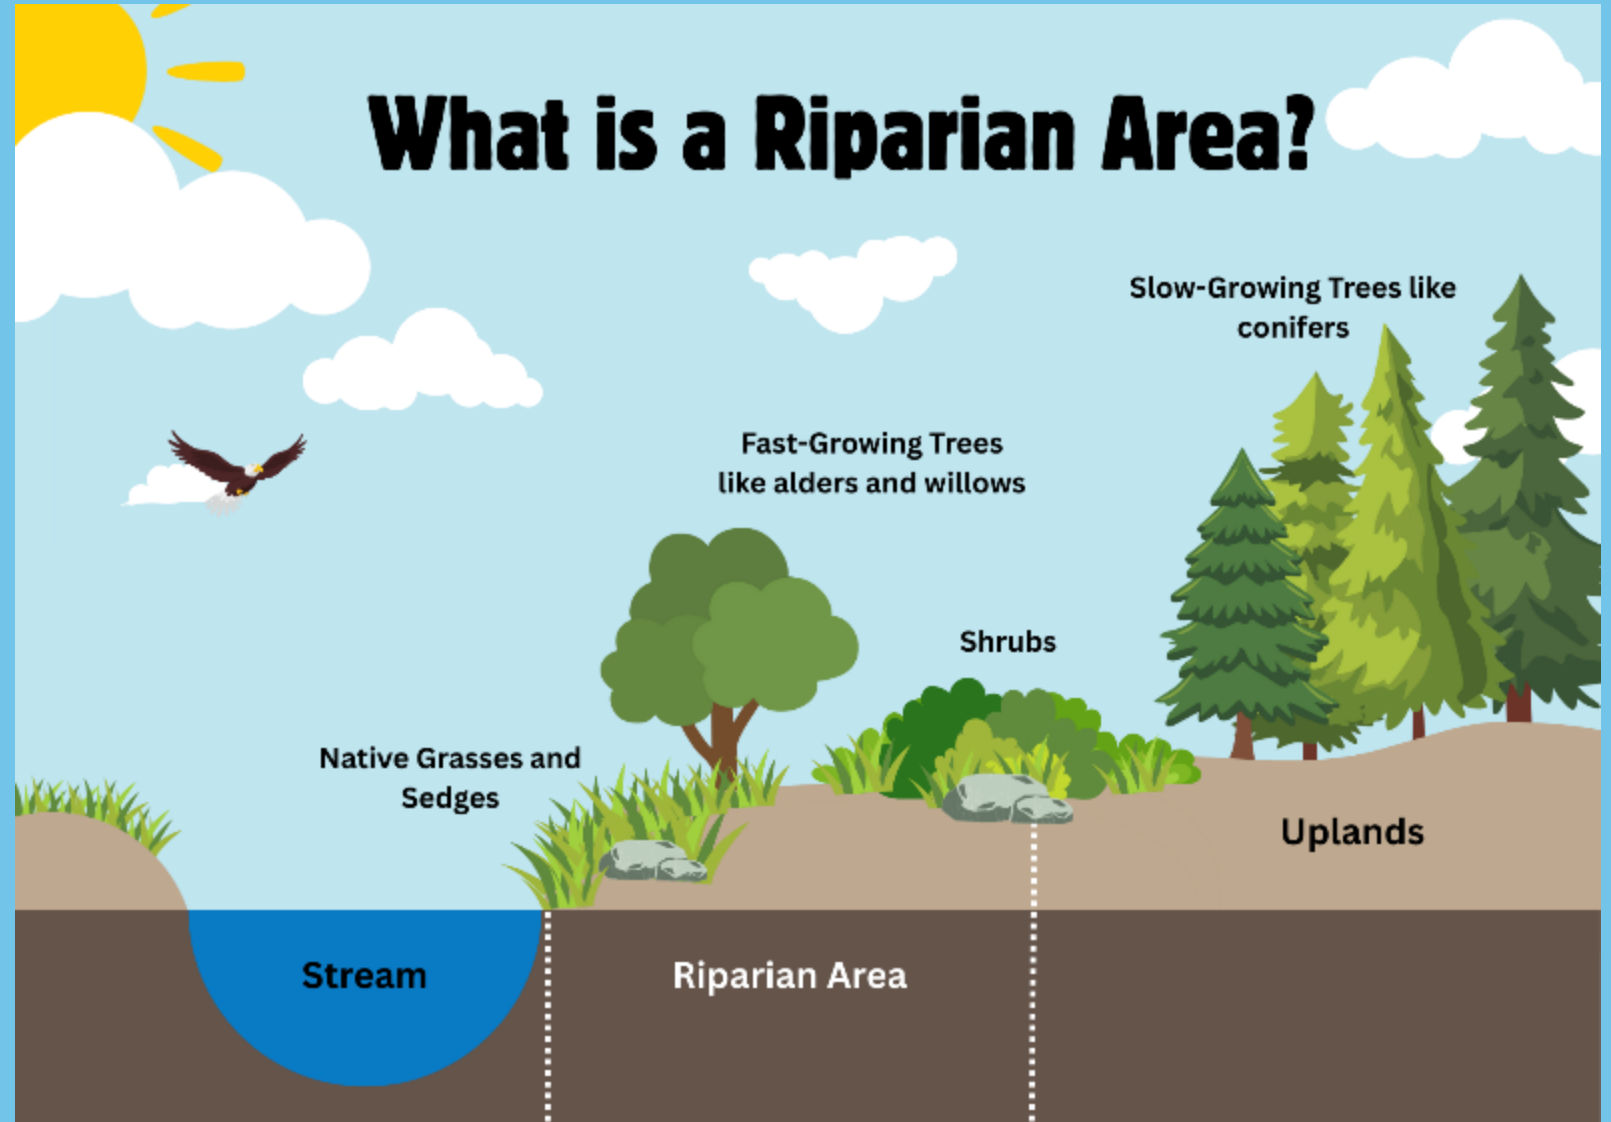 What is a Riparian Area?
Slow-Growing Trees like
conifers
Fast-Growing Trees
like alders and willows
Shrubs
Native Grasses and
Sedges
Uplands
Stream
Riparian Area